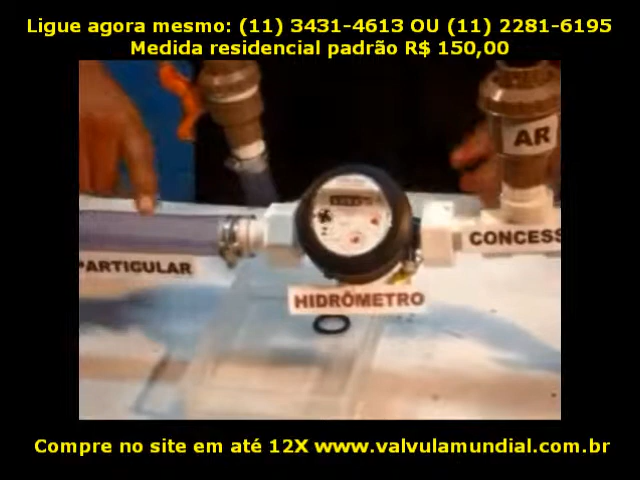 Ligue agora mesmo: (11) 3431-4613 OU (11) 2281-6195
Medida residencial padrão R$ 150,00
AR
CONCESS
PARTICULAR
HIDRÔMETRO
Compre no site em até 12X www.valvulamundial.com.br